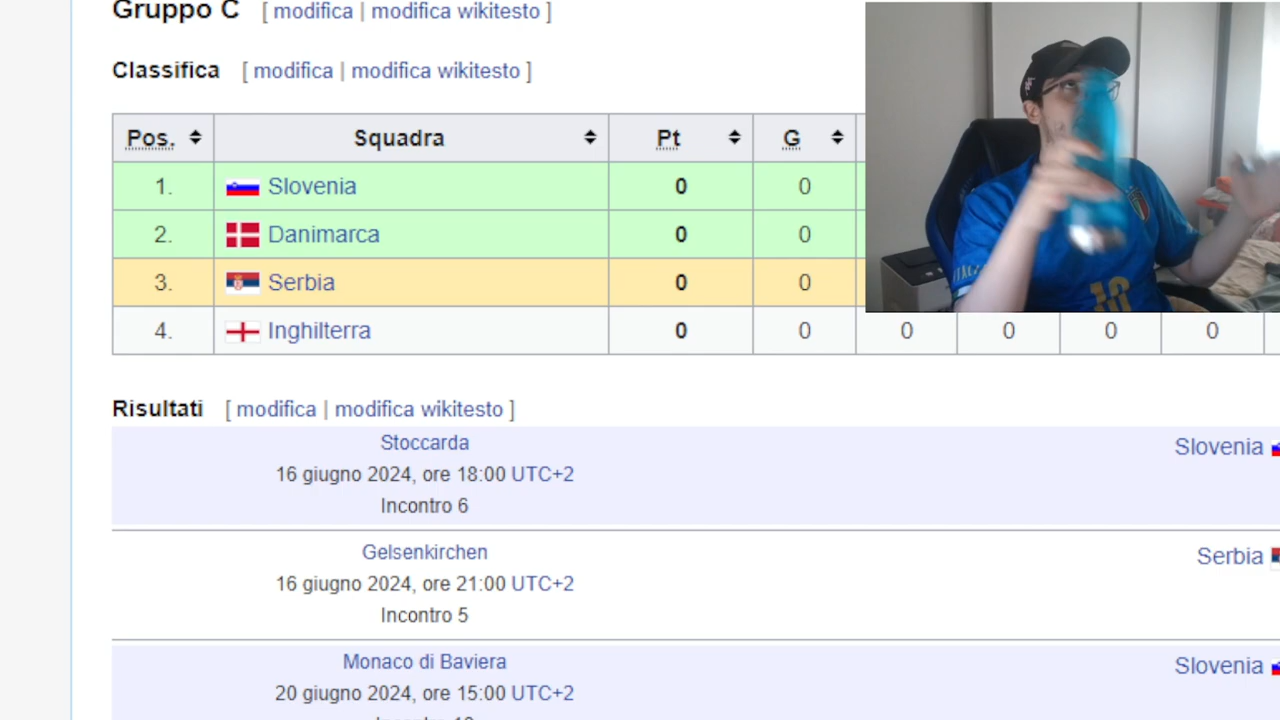 Gruppo C [ modifica | modifica wikitesto ]
Classifica [ modifica | modifica wikitesto ]
Pos. Squadra Pt G
1. Slovenia 0 0
2. Danimarca 0 0
3. Serbia 0 0
4. Inghilterra 0 0 0 0 0 0
Risultati [ modifica | modifica wikitesto ]
Stoccarda
16 giugno 2024, ore 18:00 UTC+2
Incontro 6
Slovenia
Gelsenkirchen
16 giugno 2024, ore 21:00 UTC+2
Incontro 5
Serbia
Monaco di Baviera
20 giugno 2024, ore 15:00 UTC+2
Slovenia
10